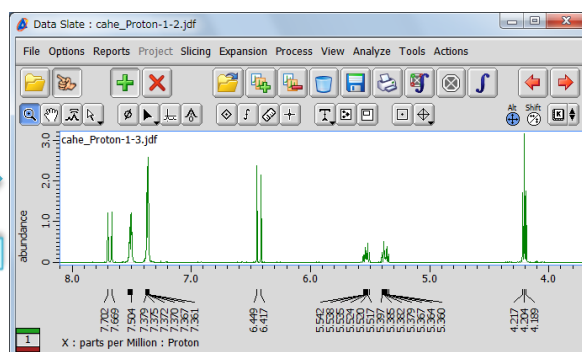 Data Slate : cahe_Proton-1-2.jdf
File Options Reports Project Slicing Expansion Process View Analyze Tools Actions
Alt Shift
cahe_Proton-1-3.jdf
abundance
3.0
2.0
1.0
0
8.0 7.0 6.0 5.0 4.0
7.702 7.669 7.504 7.379 7.375 7.372 7.370 7.367 7.361 6.449 6.417 5.542 5.538 5.535 5.534 5.520 5.517 5.397 5.385 5.382 5.379 5.367 5.364 5.360 4.217 4.204 4.189
1
X : parts per Million : Proton